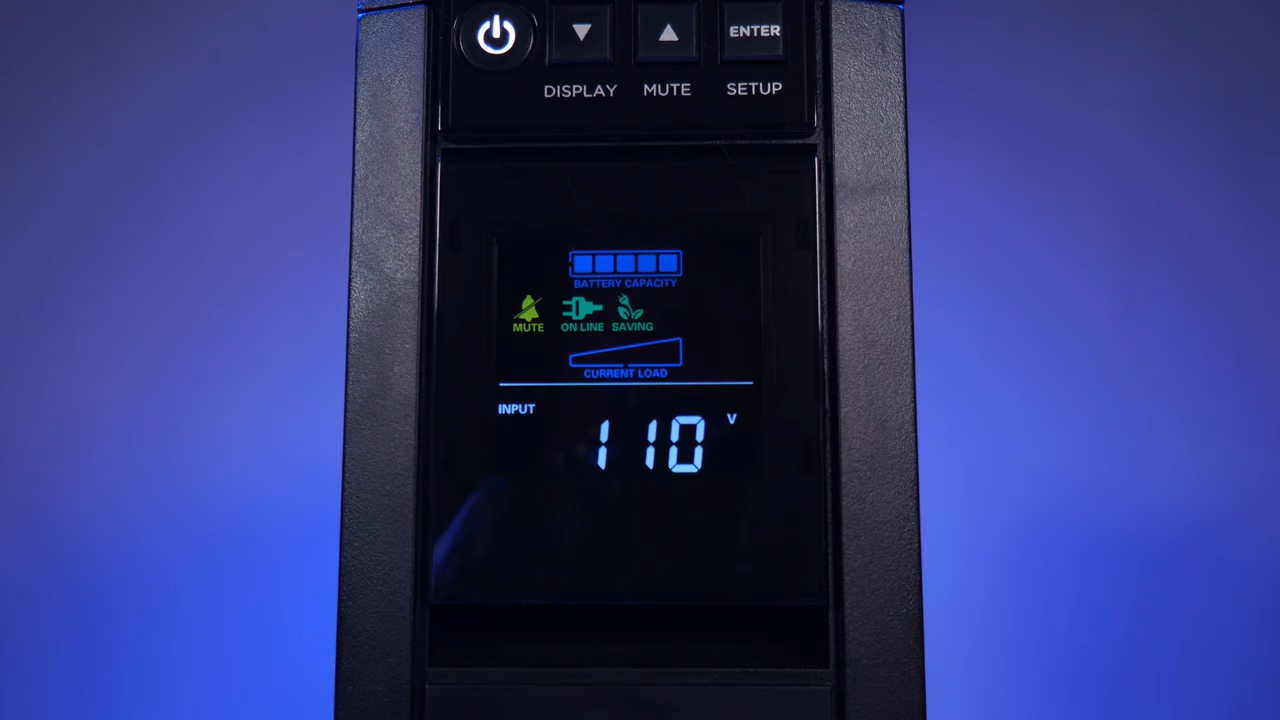 ENTER
DISPLAY MUTE SETUP
BATTERY CAPACITY
MUTE ON LINE SAVING
CURRENT LOAD
INPUT
110 V